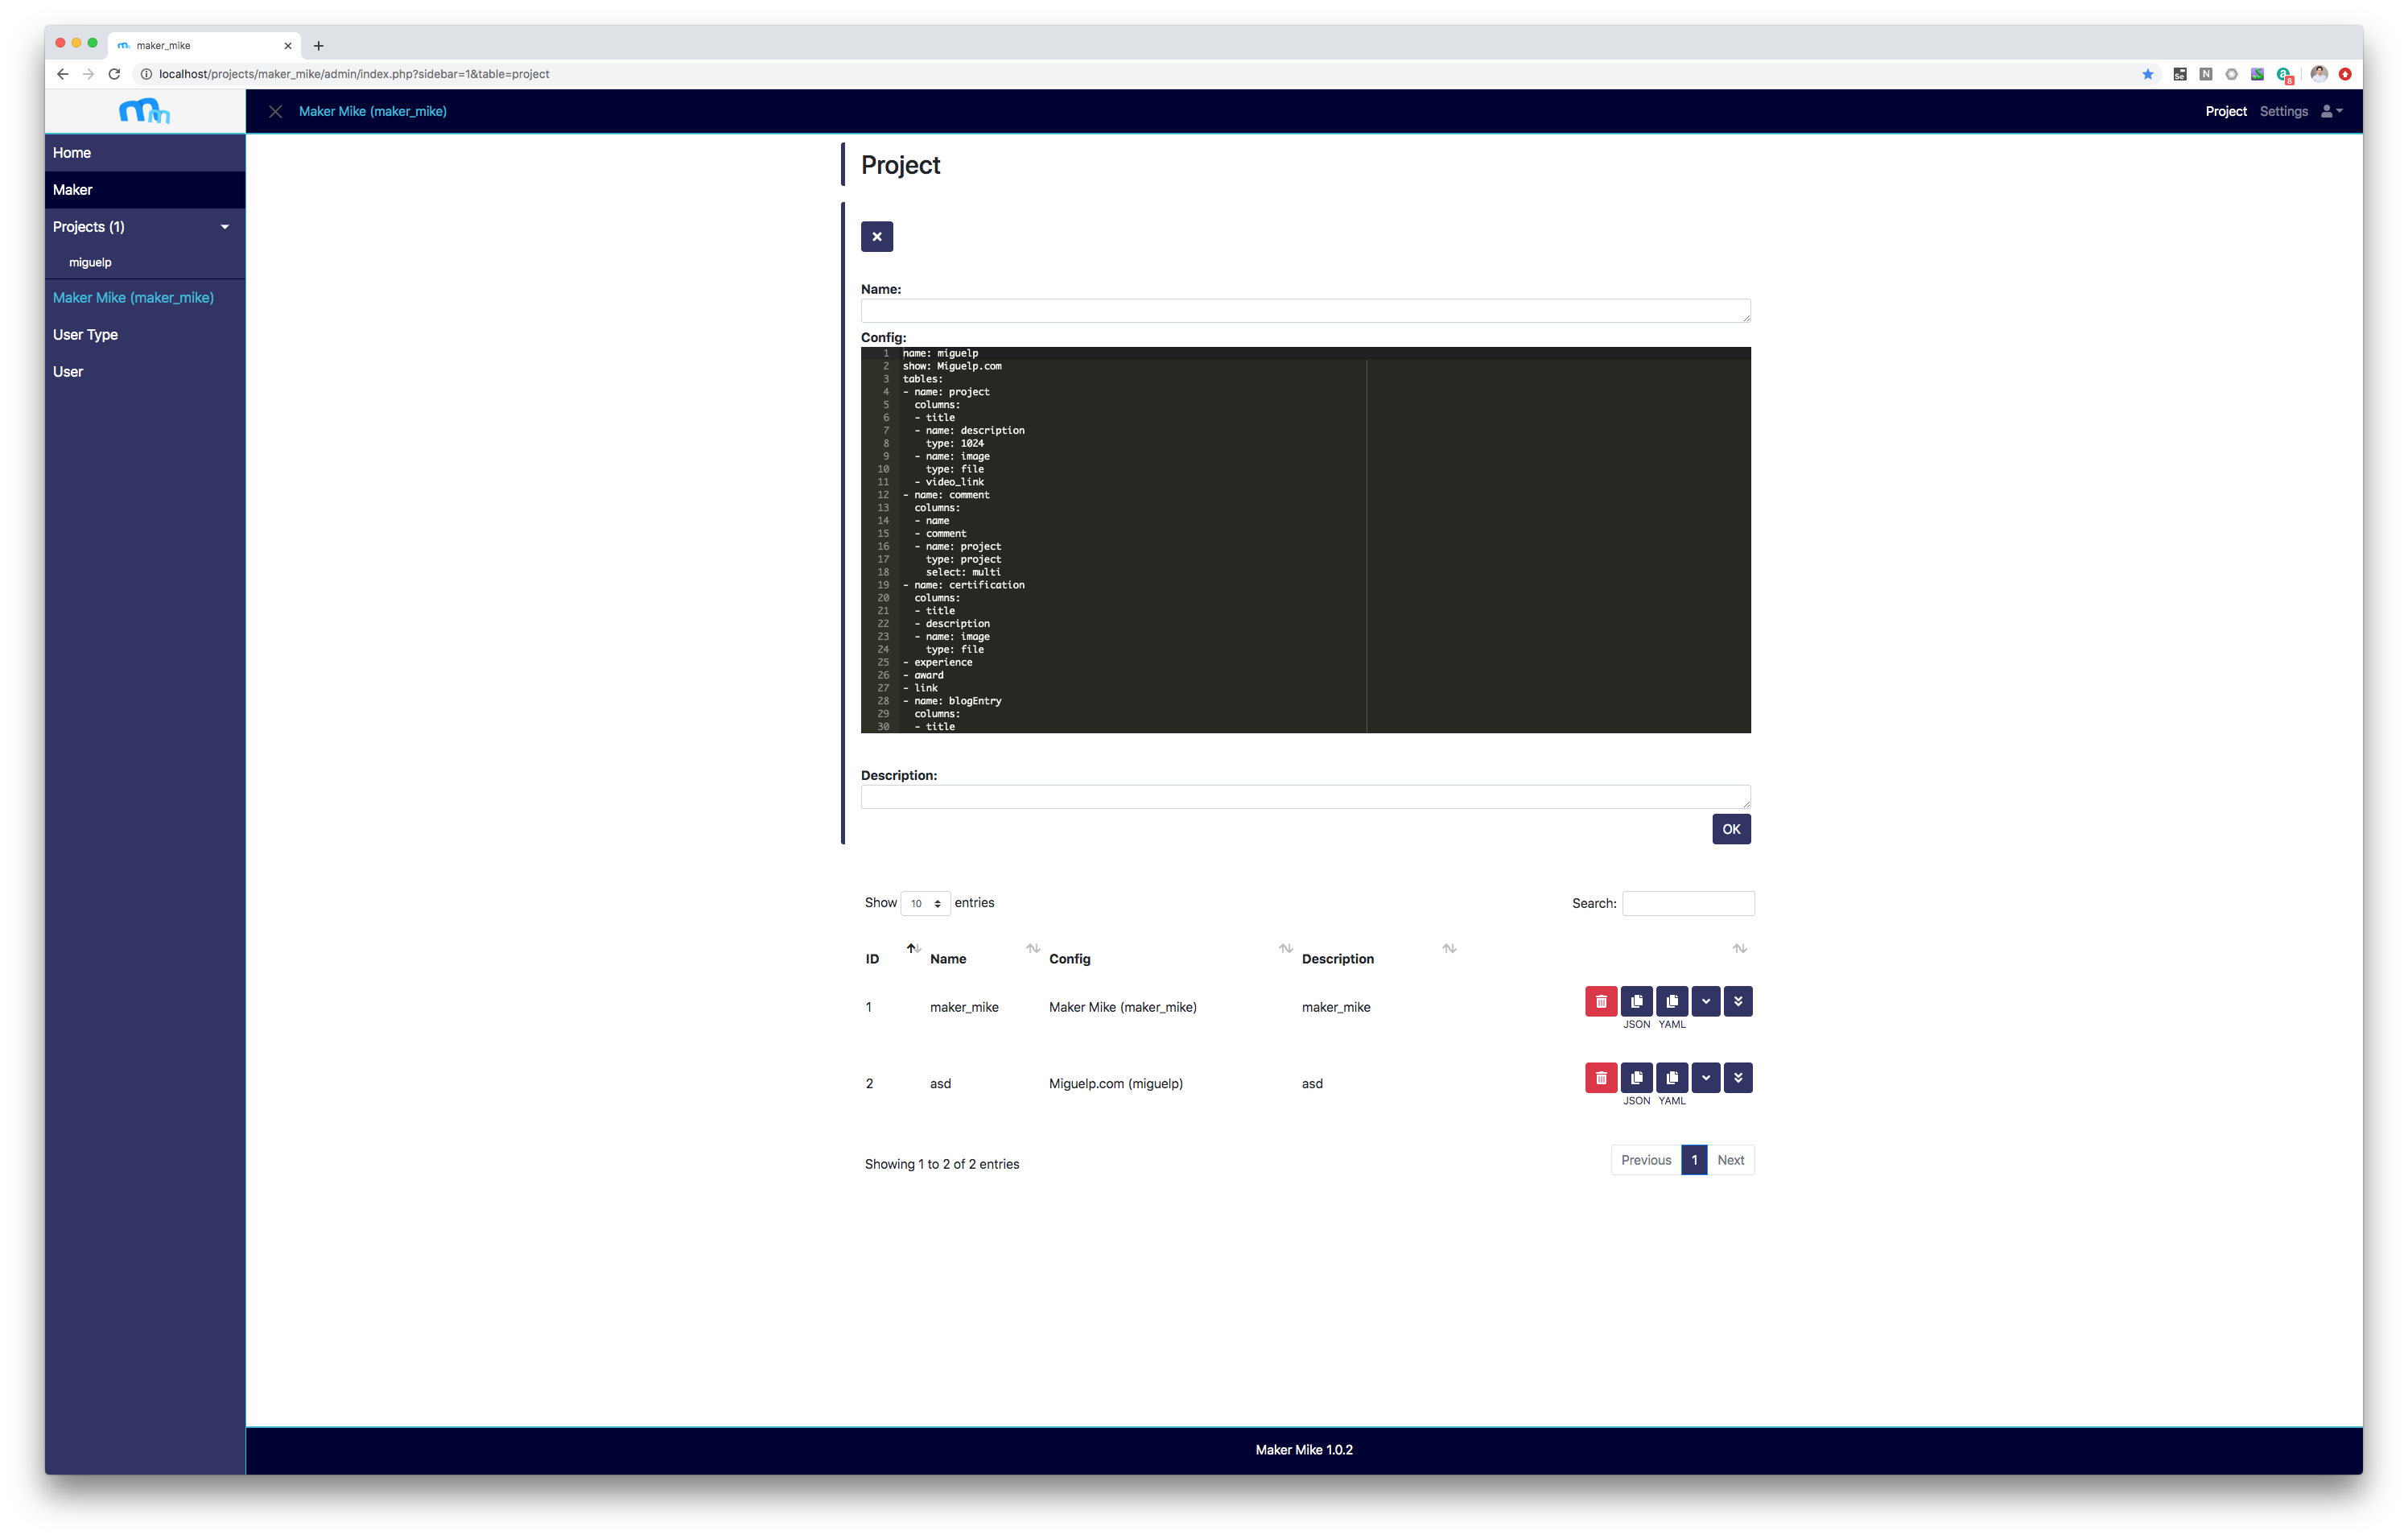 maker_mike
localhost/projects/maker_mike/admin/index.php?sidebar=1&table=project
Se N 8
Maker Mike (maker_mike)
Project Settings
Home
Maker
Projects (1)
miguelp
Maker Mike (maker_mike)
User Type
User
Project
Name:
Config:
1 name: miguelp
2 show: Miguelp.com
3 tables:
4 - name: project
5 columns:
6 - title
7 - name: description
8 type: 1024
9 - name: image
10 type: file
11 - video_link
12 - name: comment
13 columns:
14 - name
15 - comment
16 - name: project
17 type: project
18 select: multi
19 - name: certification
20 columns:
21 - title
22 - description
23 - name: image
24 type: file
25 - experience
26 - award
27 - link
28 - name: blogEntry
29 columns:
30 - title
Description:
OK
Show 10 entries
Search:
ID Name Config Description
1 maker_mike Maker Mike (maker_mike) maker_mike
JSON YAML
2 asd Miguelp.com (miguelp) asd
JSON YAML
Showing 1 to 2 of 2 entries
Previous 1 Next
Maker Mike 1.0.2